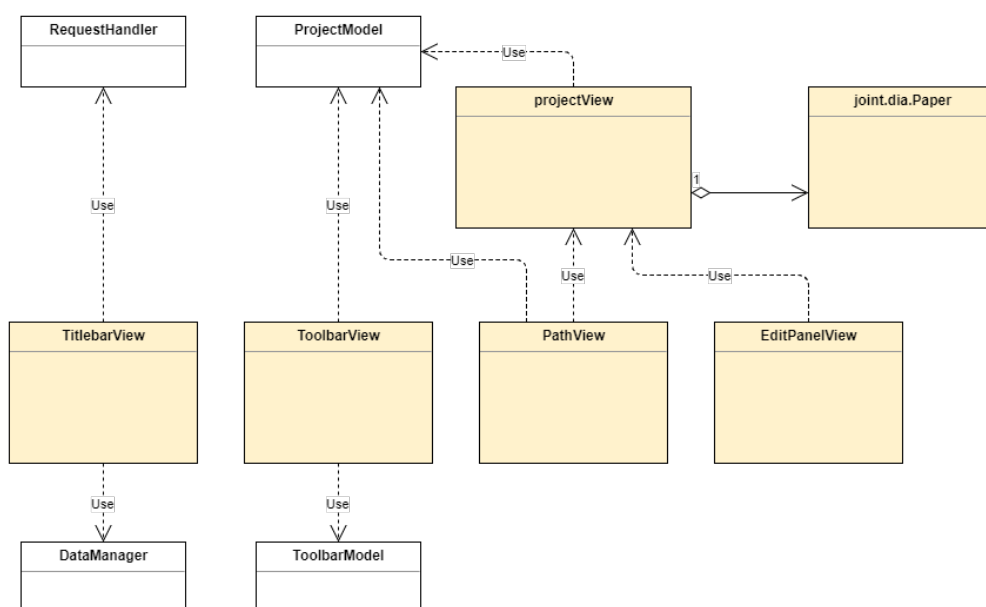 RequestHandler
ProjectModel
Use
projectView
joint.dia.Paper
1
Use
Use
Use
Use
Use
TitlebarView
ToolbarView
PathView
EditPanelView
Use
Use
DataManager
ToolbarModel